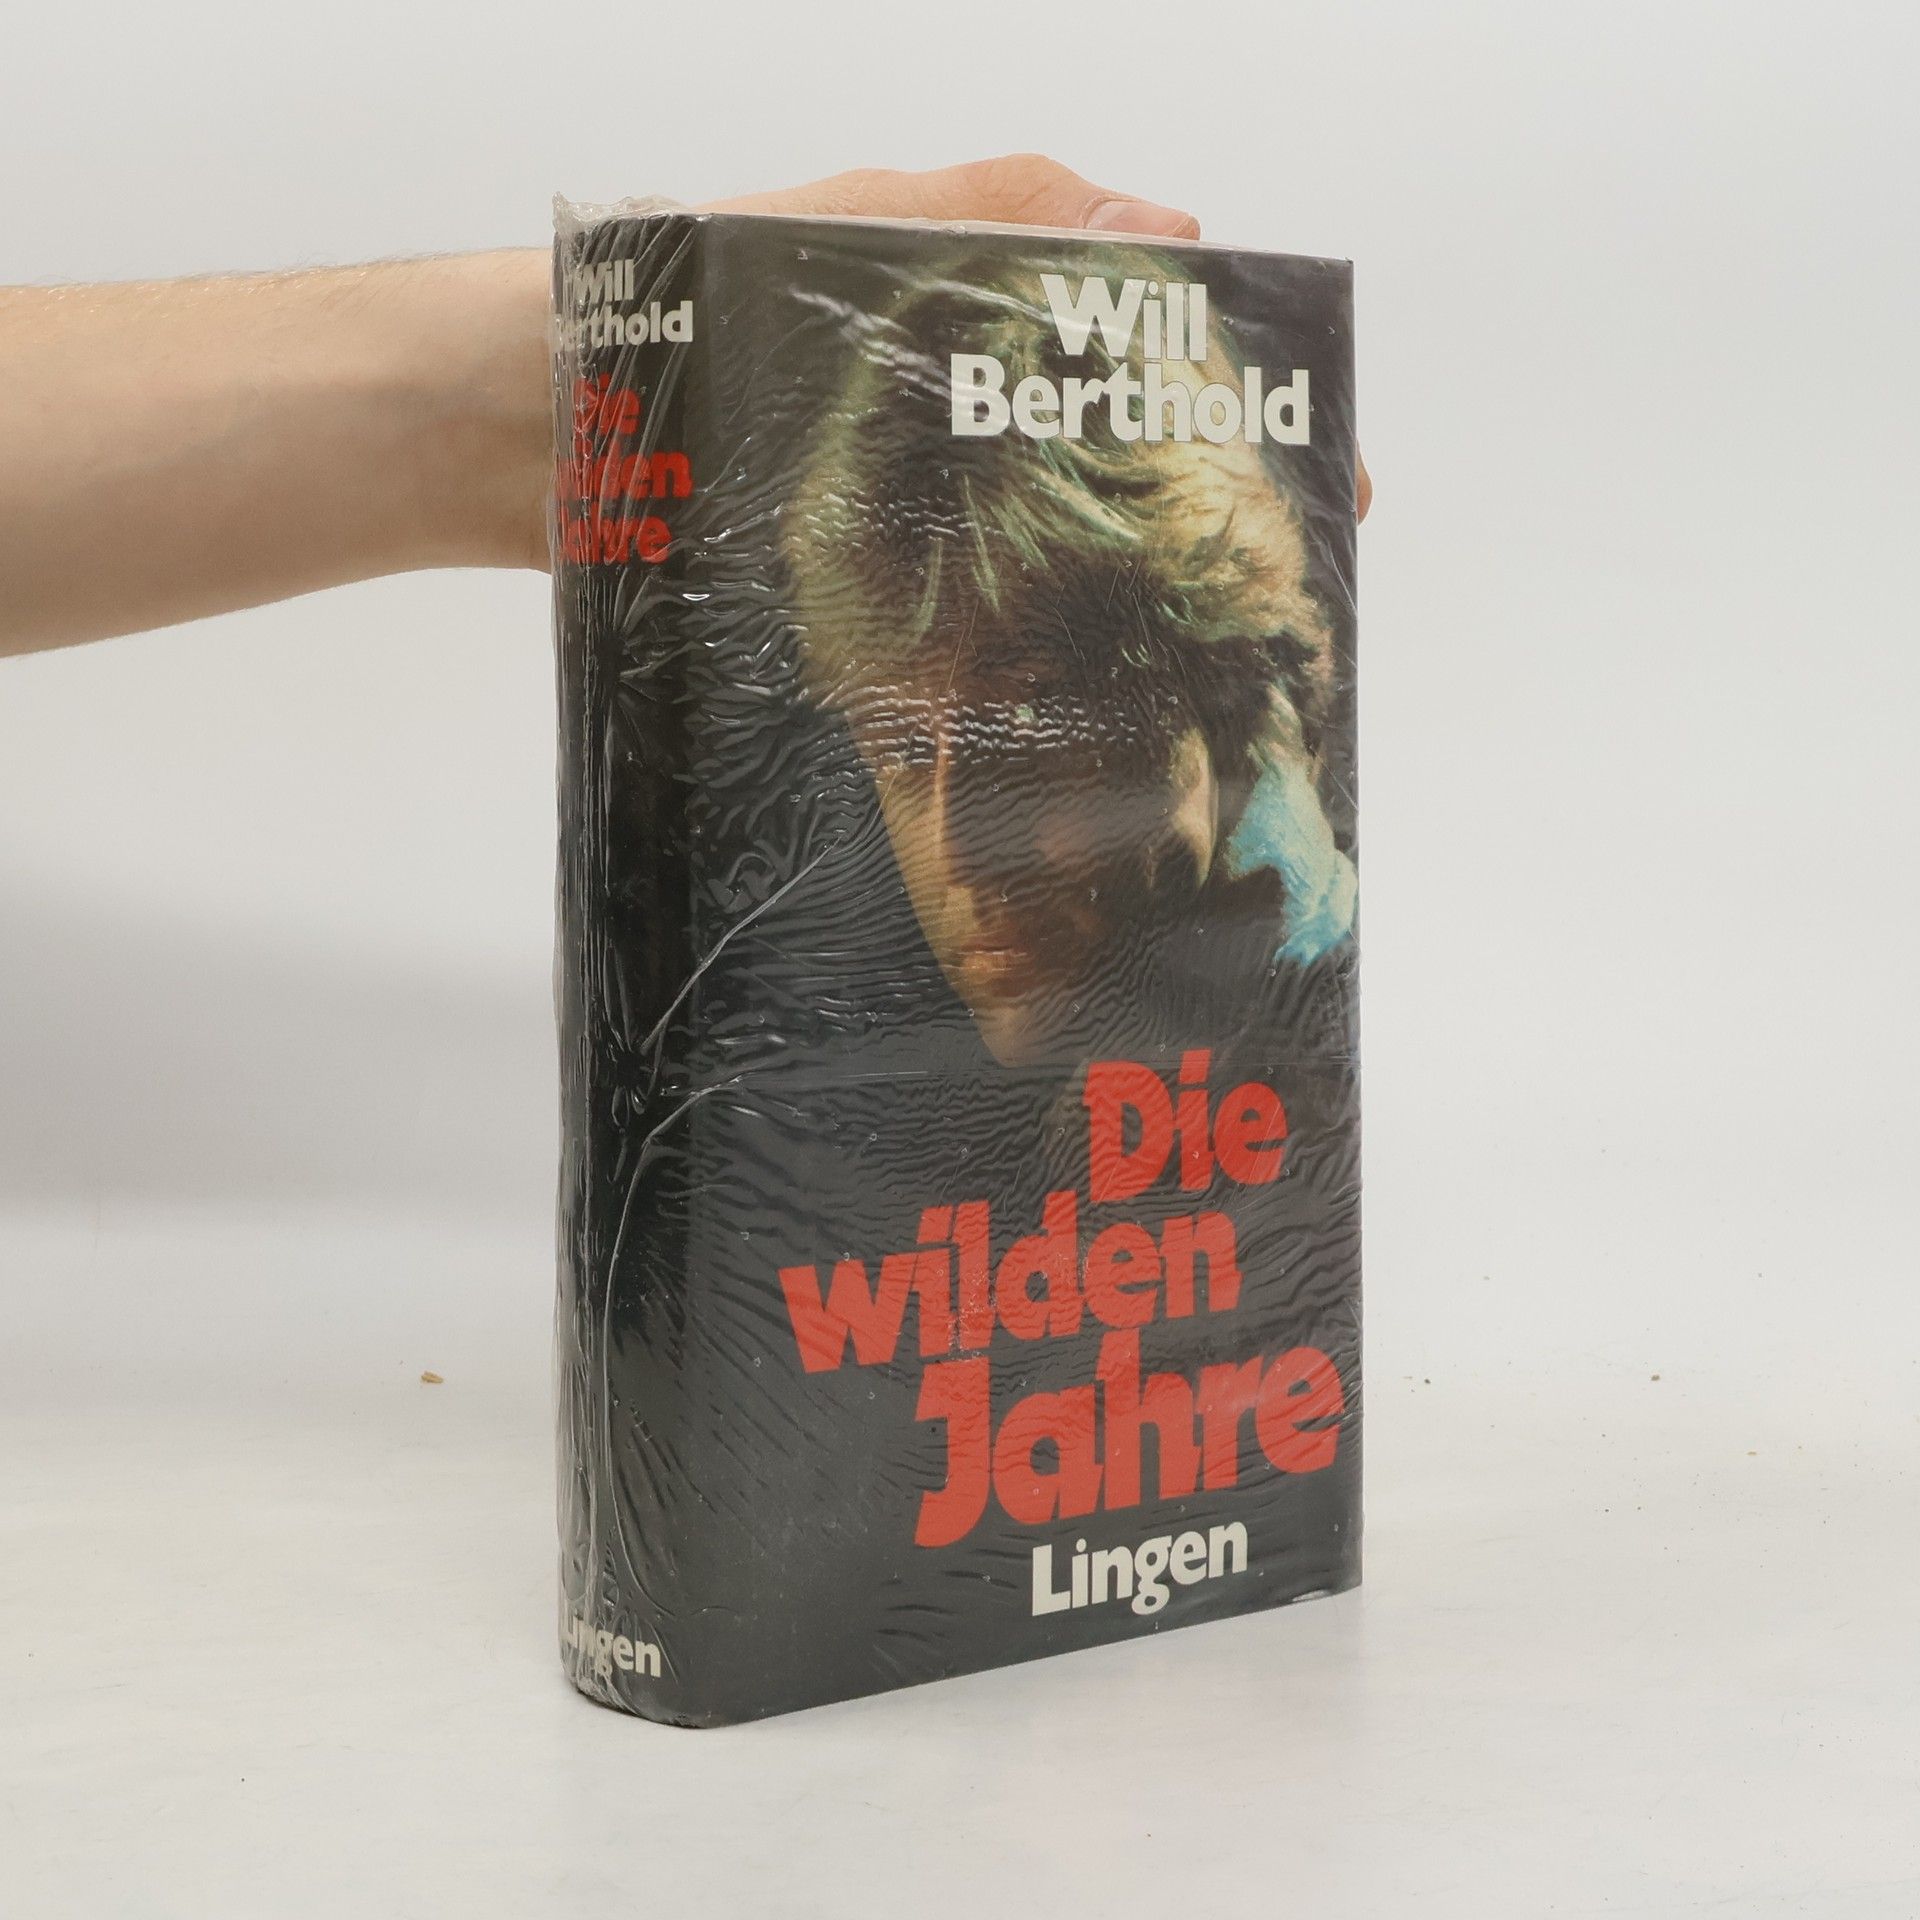 Will
Berthold
Die
wilden
Jahre
Lingen
Will
Berthold
Die
wilden
Jahre
Lingen